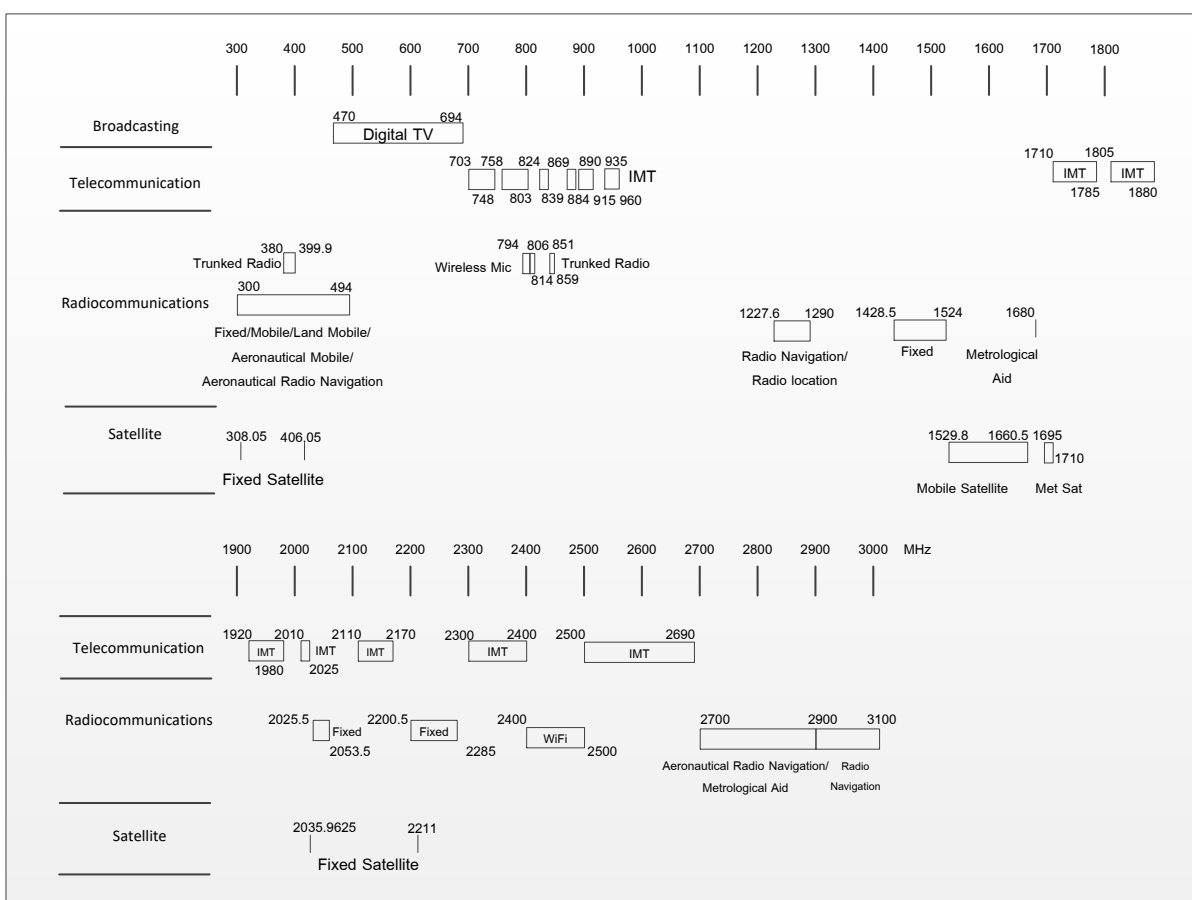 300 400 500 600 700 800 900 1000 1100 1200 1300 1400 1500 1600 1700 1800
470 694
Broadcasting
Digital TV
703 758 824 869 890 935
IMT
748 803 839 884 915 960
1710 1805
Telecommunication
IMT IMT
1785 1880
380 399.9
Trunked Radio
794 806 851
Wireless Mic
Trunked Radio
814 859
300 494
Radiocommunications
Fixed/Mobile/Land Mobile/
Aeronautical Mobile/
Aeronautical Radio Navigation
1227.6 1290
Radio Navigation/
Radio location
1428.5 1524
Fixed
1680
Metrological
Aid
Satellite
308.05 406.05
Fixed Satellite
1529.8 1660.5 1695
1710
Mobile Satellite Met Sat
1900 2000 2100 2200 2300 2400 2500 2600 2700 2800 2900 3000 MHz
1920 2010 2110 2170 2300 2400 2500 2690
Telecommunication
IMT IMT IMT IMT IMT
1980 2025
Radiocommunications
2025.5 2200.5 2400 2700 2900 3100
Fixed Fixed WiFi
2053.5 2285 2500
Aeronautical Radio Navigation/
Metrological Aid
Radio
Navigation
Satellite
2035.9625 2211
Fixed Satellite